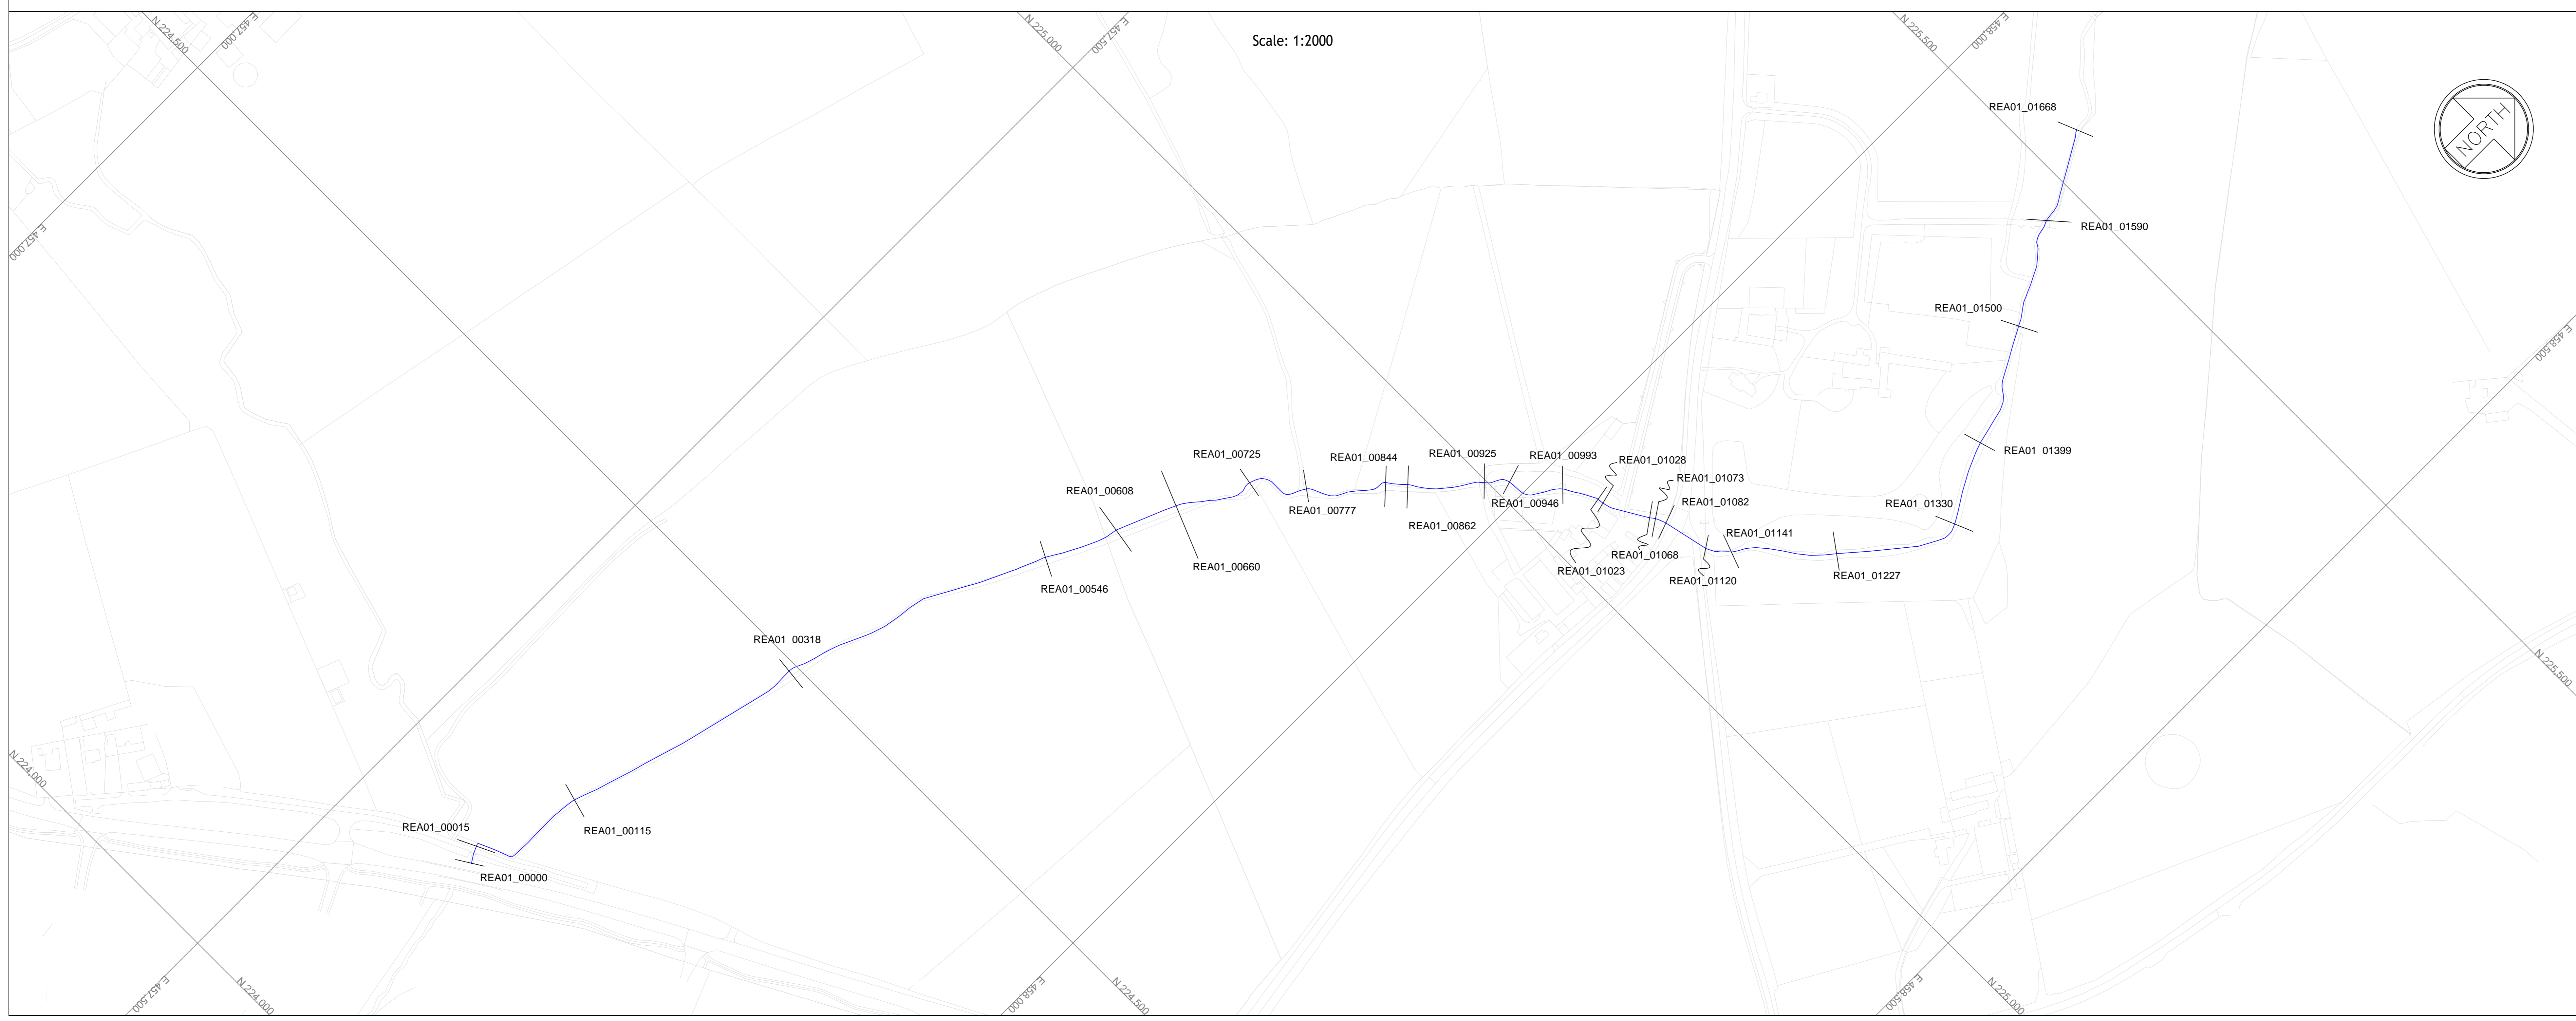 N 224,500
E 457,000
N 225,000
E 457,500
Scale: 1:2000
N 225,500
E 458,000
NORTH
REA01_01668
REA01_01590
E 457,000
REA01_01500
E 458,500
REA01_01399
REA01_00725
REA01_00844
REA01_00925
REA01_00993
REA01_01028
REA01_01073
REA01_00608
REA01_00777
REA01_00862
REA01_00946
REA01_01082
REA01_01330
REA01_01141
REA01_01068
REA01_00660
REA01_01023
REA01_01120
REA01_01227
REA01_00546
REA01_00318
N 225,500
N 224,000
REA01_00015
REA01_00115
REA01_00000
E 457,500
N 224,000
E 458,000
N 224,500
E 458,500
N 225,000